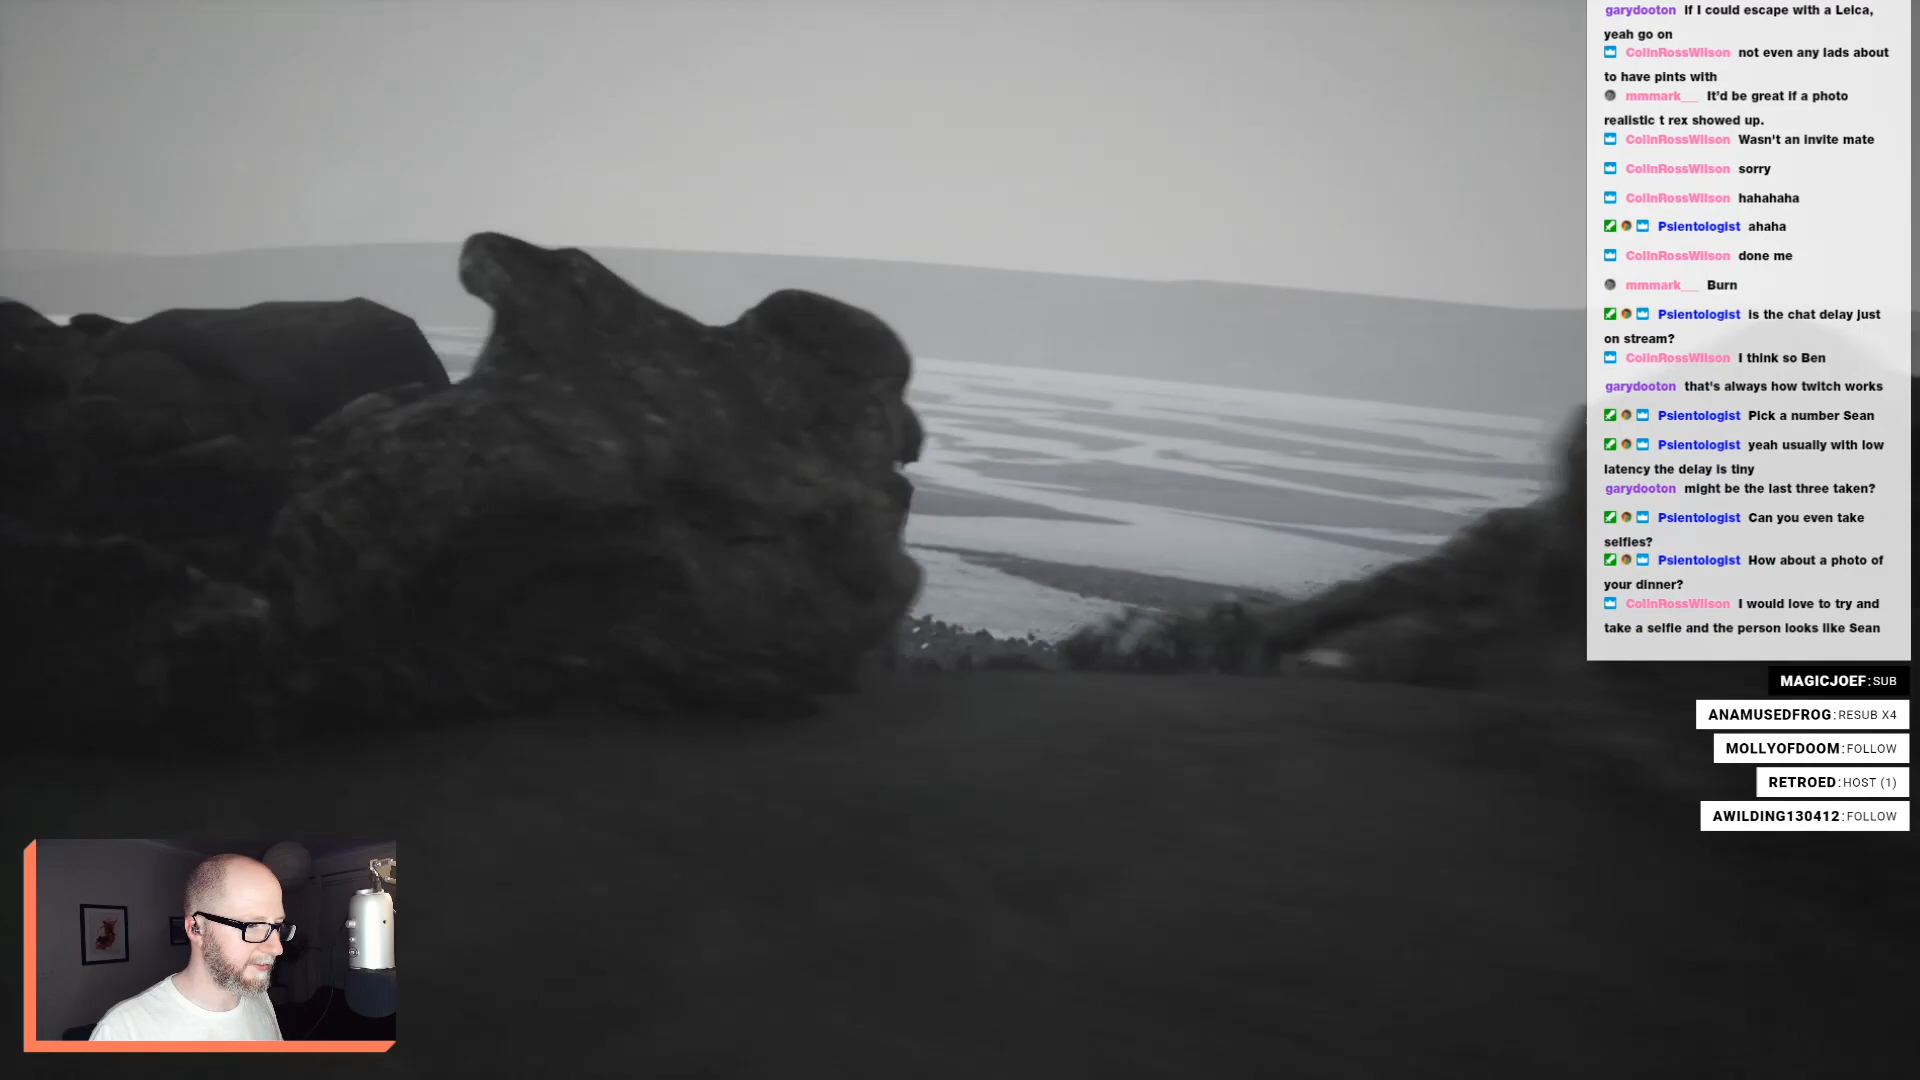 garydooton if I could escape with a Leica,
yeah go on
ColinRossWilson not even any lads about
to have pints with
mmmark__ It'd be great if a photo
realistic t rex showed up.
ColinRossWilson Wasn't an invite mate
ColinRossWilson sorry
ColinRossWilson hahahaha
Psientologist ahaha
ColinRossWilson done me
mmmark__ Burn
Psientologist is the chat delay just
on stream?
ColinRossWilson I think so Ben
garydooton that's always how twitch works
Psientologist Pick a number Sean
Psientologist yeah usually with low
latency the delay is tiny
garydooton might be the last three taken?
Psientologist Can you even take
selfies?
Psientologist How about a photo of
your dinner?
ColinRossWilson I would love to try and
take a selfie and the person looks like Sean
MAGICJOEF:SUB
ANAMUSEDFROG:RESUB X4
MOLLYOFDOOM:FOLLOW
RETROED:HOST (1)
AWILDING130412:FOLLOW